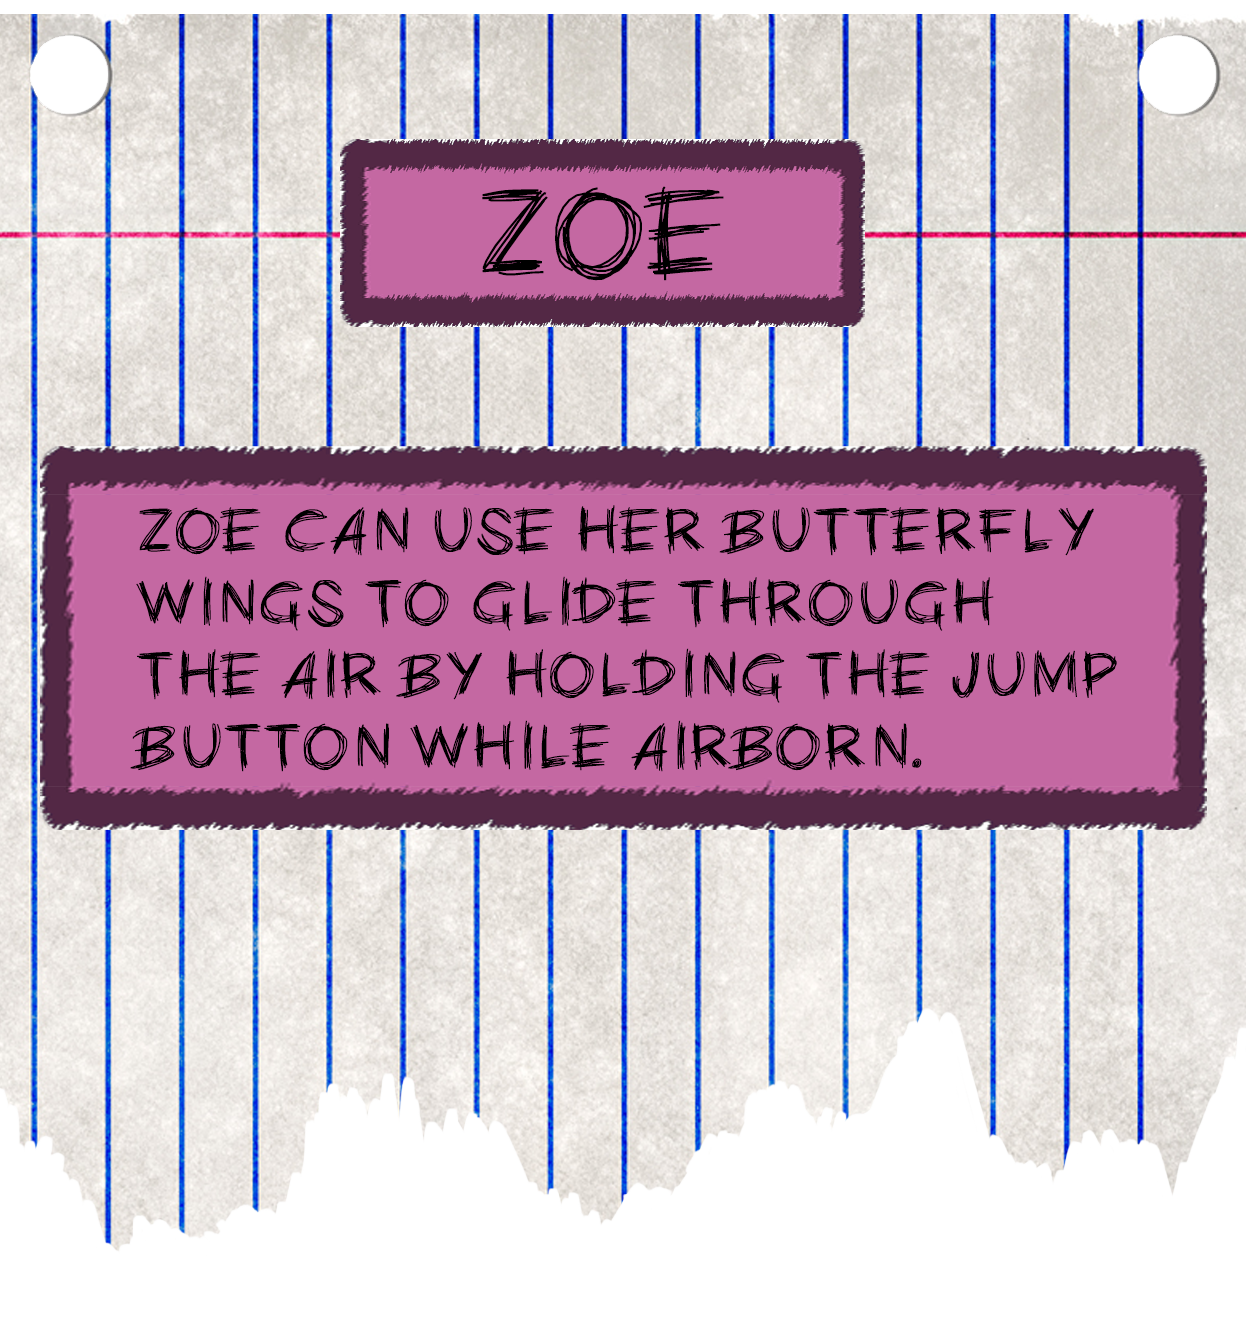 ZOE
ZOE CAN USE HER BUTTERFLY
WINGS TO GLIDE THROUGH
THE AIR BY HOLDING THE JUMP
BUTTON WHILE AIRBORN.